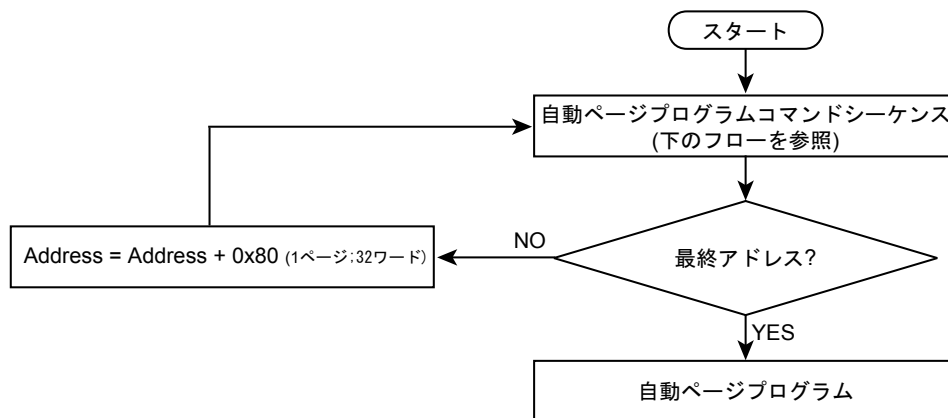 スタート
自動ページプログラムコマンドシーケンス
(下のフローを参照)
Address = Address + 0x80 (1ページ;32ワード)
NO
最終アドレス?
YES
自動ページプログラム